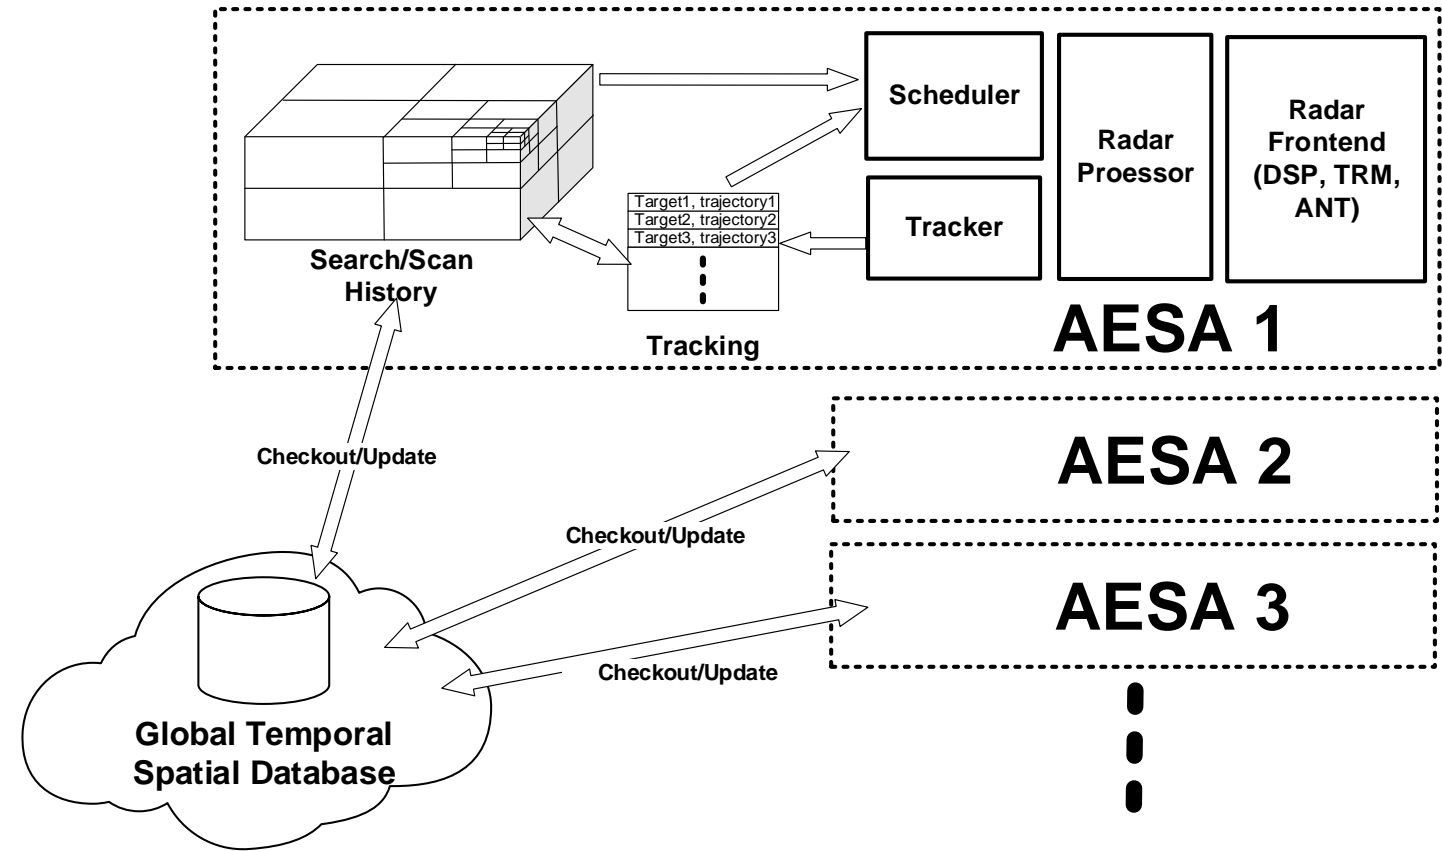 Scheduler
Radar
Proessor
Radar
Frontend
(DSP, TRM,
ANT)
Target1, trajectory1
Target2, trajectory2
Target3, trajectory3
Tracker
Search/Scan
History
Tracking
AESA 1
Checkout/Update
AESA 2
Checkout/Update
AESA 3
Checkout/Update
Global Temporal
Spatial Database